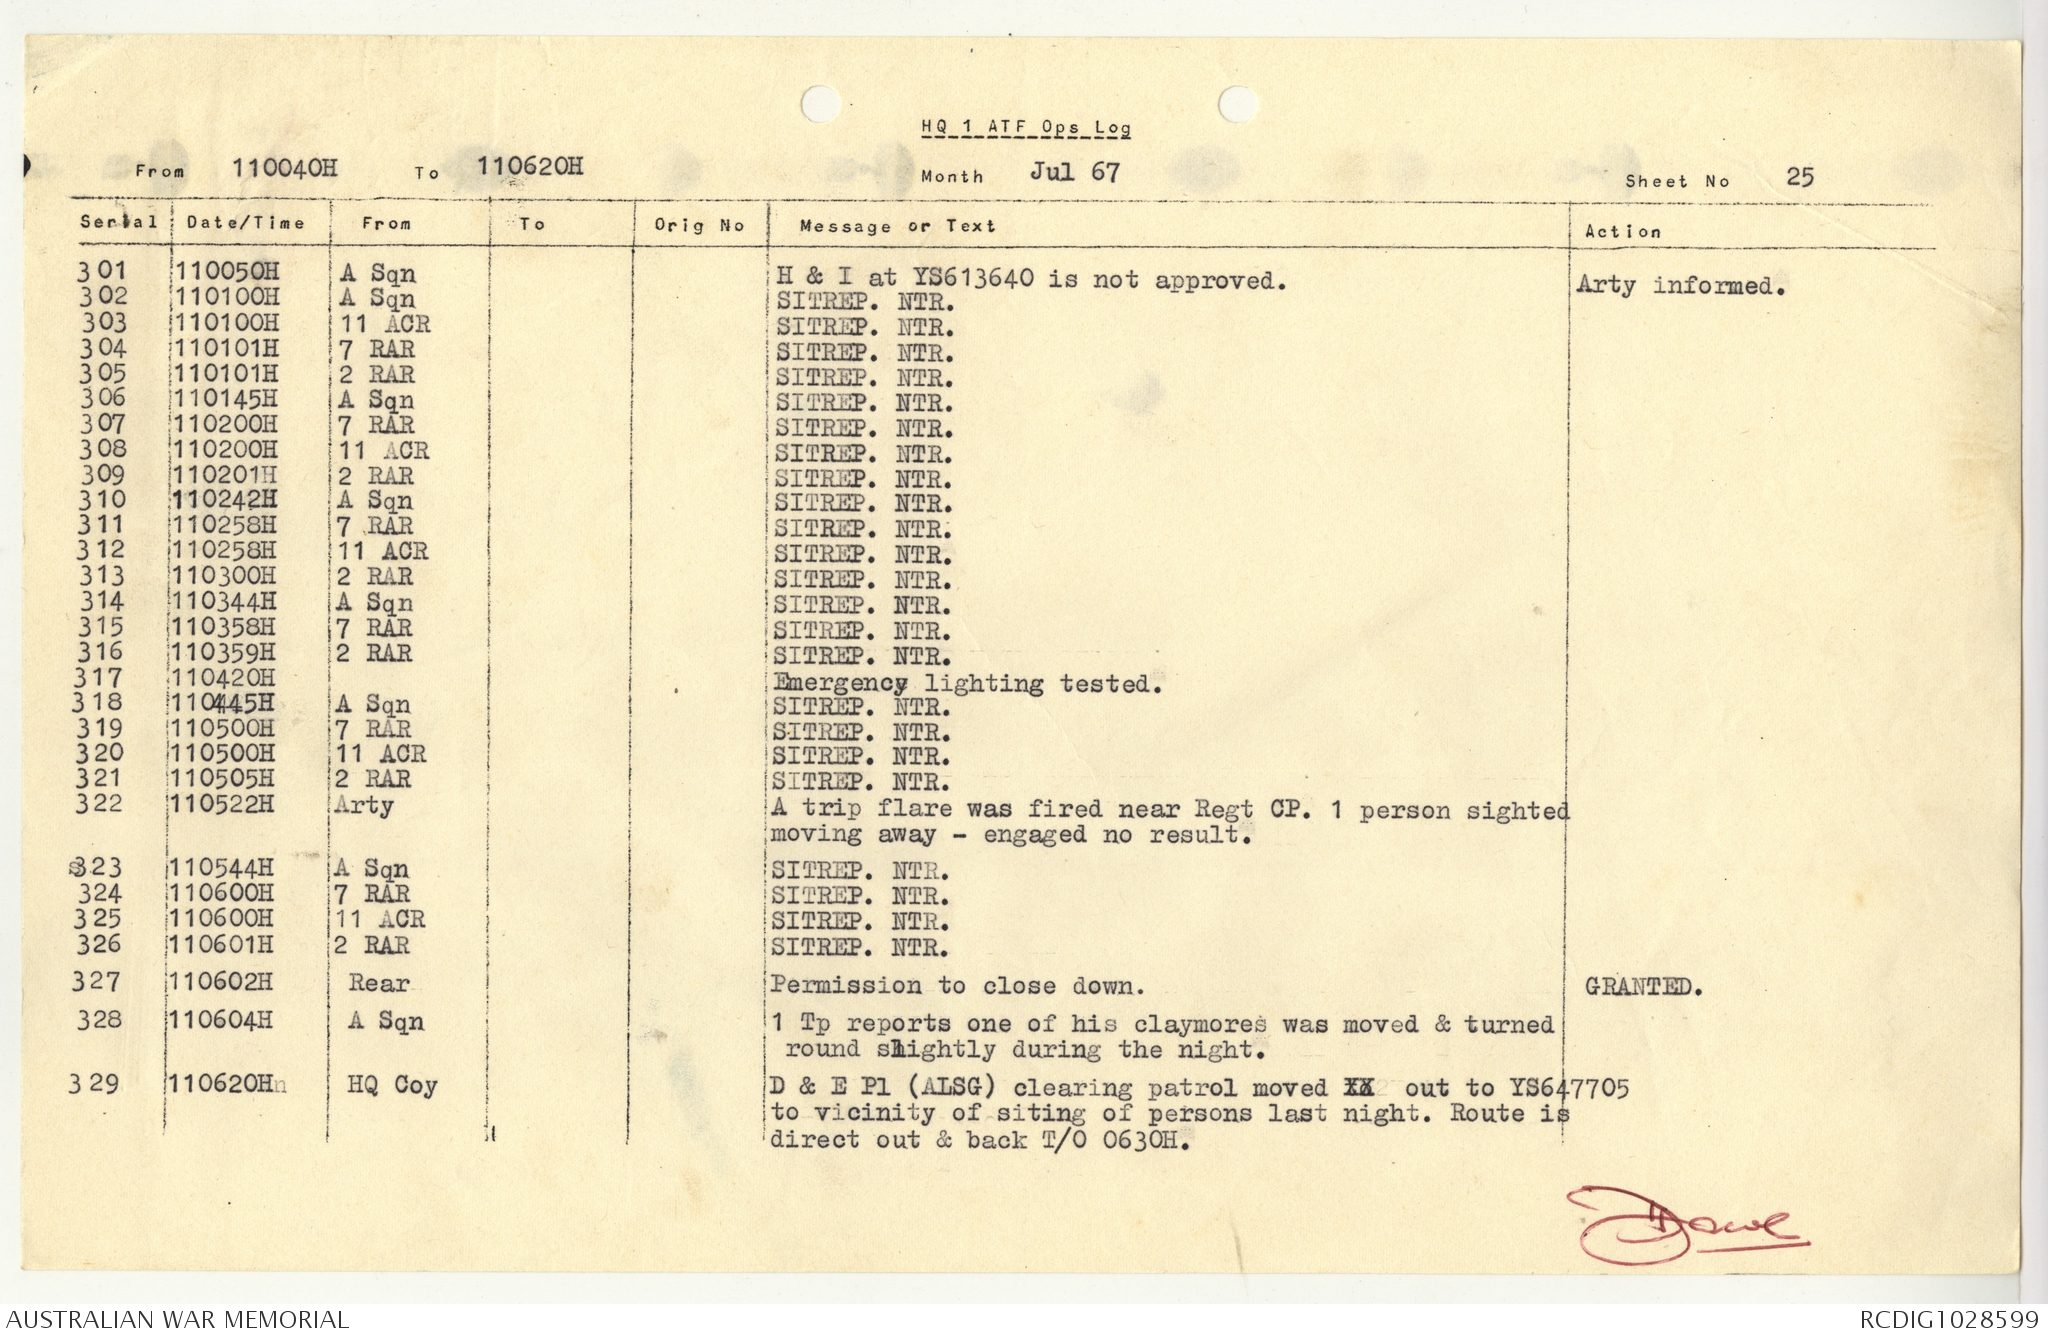 HQ 1 ATF Ops Log
From 110040H To 110620H Month Jul 67 Sheet No 25
Serial Date/Time From To Orig No Message or Text Action
301 110050H A Sqn H & I at YS613640 is not approved. Arty informed.
302 110100H A Sqn SITREP. NTR.
303 110100H 11 ACR SITREP. NTR.
304 110101H 7 RAR SITREP. NTR.
305 110101H 2 RAR SITREP. NTR.
306 110145H A Sqn SITREP. NTR.
307 110200H 7 RAR SITREP. NTR.
308 110200H 11 ACR SITREP. NTR.
309 110201H 2 RAR SITREP. NTR.
310 110242H A Sqn SITREP. NTR.
311 110258H 7 RAR SITREP. NTR.
312 110258H 11 ACR SITREP. NTR.
313 110300H 2 RAR SITREP. NTR.
314 110344H A Sqn SITREP. NTR.
315 110358H 7 RAR SITREP. NTR.
316 110359H 2 RAR SITREP. NTR.
317 110420H Emergency lighting tested.
318 110445H A Sqn SITREP. NTR.
319 110500H 7 RAR SITREP. NTR.
320 110500H 11 ACR SITREP. NTR.
321 110505H 2 RAR SITREP. NTR.
322 110522H Arty A trip flare was fired near Regt CP. 1 person sighted
moving away - engaged no result.
323 110544H A Sqn SITREP. NTR.
324 110600H 7 RAR SITREP. NTR.
325 110600H 11 ACR SITREP. NTR.
326 110601H 2 RAR SITREP. NTR.
327 110602H Rear Permission to close down. GRANTED.
328 110604H A Sqn 1 Tp reports one of his claymores was moved & turned
round slightly during the night.
329 110620H HQ Coy D & E Pl (ALSG) clearing patrol moved XX out to YS647705
to vicinity of siting of persons last night. Route is
direct out & back T/O 0630H.
AUSTRALIAN WAR MEMORIAL RCDIG1028599